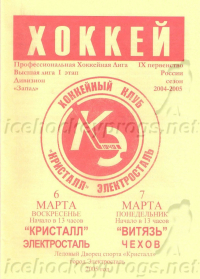 ХОККЕЙ
Профессиональная Хоккейная Лига IX первенство
Высшая лига 1 этап России
Дивизион сезон
"Запад" 2004-2005
ХОККЕЙНЫЙ КЛУБ
"КРИСТАЛЛ" ЭЛЕКТРОСТАЛЬ
6 7
МАРТА МАРТА
ВОСКРЕСЕНЬЕ ПОНЕДЕЛЬНИК
Начало в 13 часов Начало в 13 часов
"КРИСТАЛЛ" "ВИТЯЗЬ"
ЭЛЕКТРОСТАЛЬ ЧЕХОВ
Ледовый Дворец спорта «Кристалл»